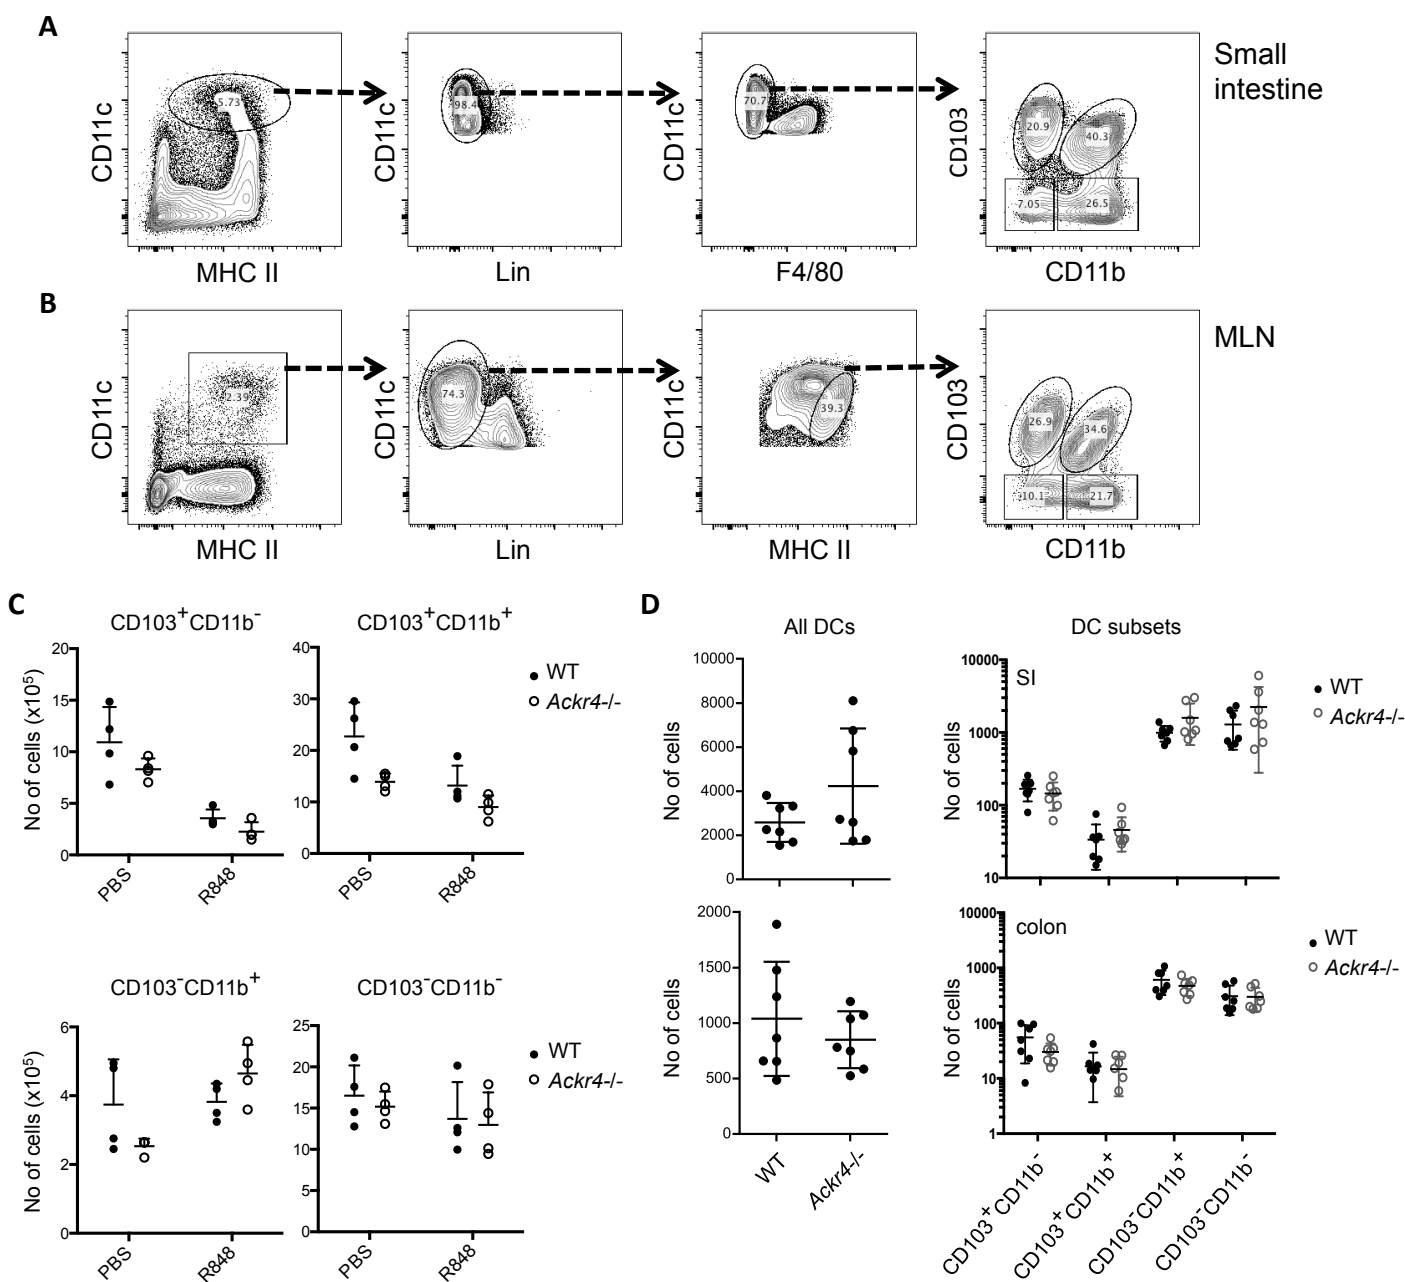 A
Small
intestine
CD11c
5.73
MHC II
CD11c
98.4
Lin
CD11c
70.7
F4/80
CD103
20.9
40.3
7.05
26.5
CD11b
B
MLN
CD11c
2.39
MHC II
CD11c
74.3
Lin
CD11c
39.3
MHC II
CD103
26.9
34.6
10.1
21.7
CD11b
C
CD103⁺CD11b⁻
No of cells (x10⁵)
20
15
10
5
0
PBS
R848
CD103⁺CD11b⁺
40
30
20
10
0
PBS
R848
WT
Ackr4-/-
CD103⁻CD11b⁺
No of cells (x10⁵)
6
4
2
0
PBS
R848
CD103⁻CD11b⁻
25
20
15
10
5
0
PBS
R848
WT
Ackr4-/-
D
All DCs
No of cells
10000
8000
6000
4000
2000
0
No of cells
2000
1500
1000
500
0
WT
Ackr4-/-
DC subsets
SI
No of cells
10000
1000
100
10
WT
Ackr4-/-
colon
No of cells
10000
1000
100
10
1
WT
Ackr4-/-
CD103⁺CD11b⁻
CD103⁺CD11b⁺
CD103⁻CD11b⁺
CD103⁻CD11b⁻